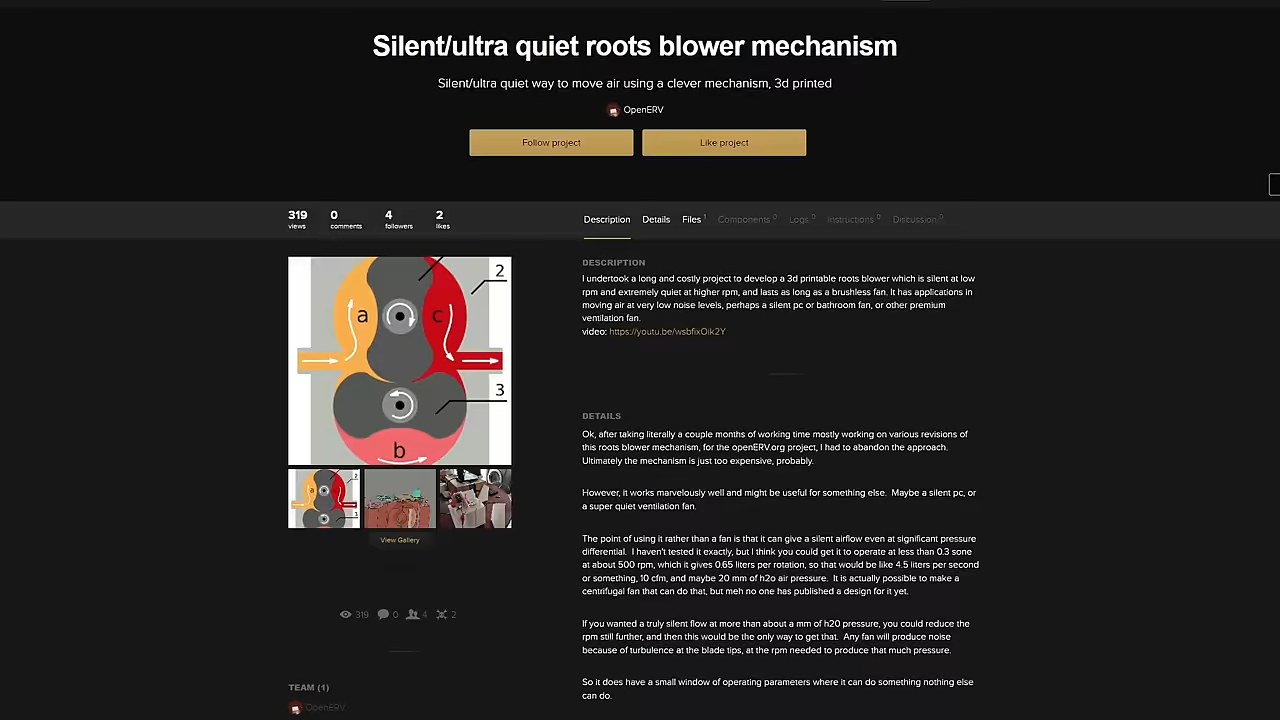 Silent/ultra quiet roots blower mechanism
Silent/ultra quiet way to move air using a clever mechanism, 3d printed
OpenERV
Follow project
Like project
319
views
0
comments
4
followers
2
likes
Description
Details
Files 1
Components 0
Logs 0
Instructions 0
Discussion 0
2
a
c
3
b
View Gallery
319
0
4
2
TEAM (1)
OpenERV
DESCRIPTION
I undertook a long and costly project to develop a 3d printable roots blower which is silent at low
rpm and extremely quiet at higher rpm, and lasts as long as a brushless fan. It has applications in
moving air at very low noise levels, perhaps a silent pc or bathroom fan, or other premium
ventilation fan.
video: https://youtu.be/wsbfixOik2Y
DETAILS
Ok, after taking literally a couple months of working time mostly working on various revisions of
this roots blower mechanism, for the openERV.org project, I had to abandon the approach.
Ultimately the mechanism is just too expensive, probably.
However, it works marvelously well and might be useful for something else. Maybe a silent pc, or
a super quiet ventilation fan.
The point of using it rather than a fan is that it can give a silent airflow even at significant pressure
differential. I haven't tested it exactly, but I think you could get it to operate at less than 0.3 sone
at about 500 rpm, which it gives 0.65 liters per rotation, so that would be like 4.5 liters per second
or something, 10 cfm, and maybe 20 mm of h2o air pressure. It is actually possible to make a
centrifugal fan that can do that, but meh no one has published a design for it yet.
If you wanted a truly silent flow at more than about a mm of h20 pressure, you could reduce the
rpm still further, and then this would be the only way to get that. Any fan will produce noise
because of turbulence at the blade tips, at the rpm needed to produce that much pressure.
So it does have a small window of operating parameters where it can do something nothing else
can do.